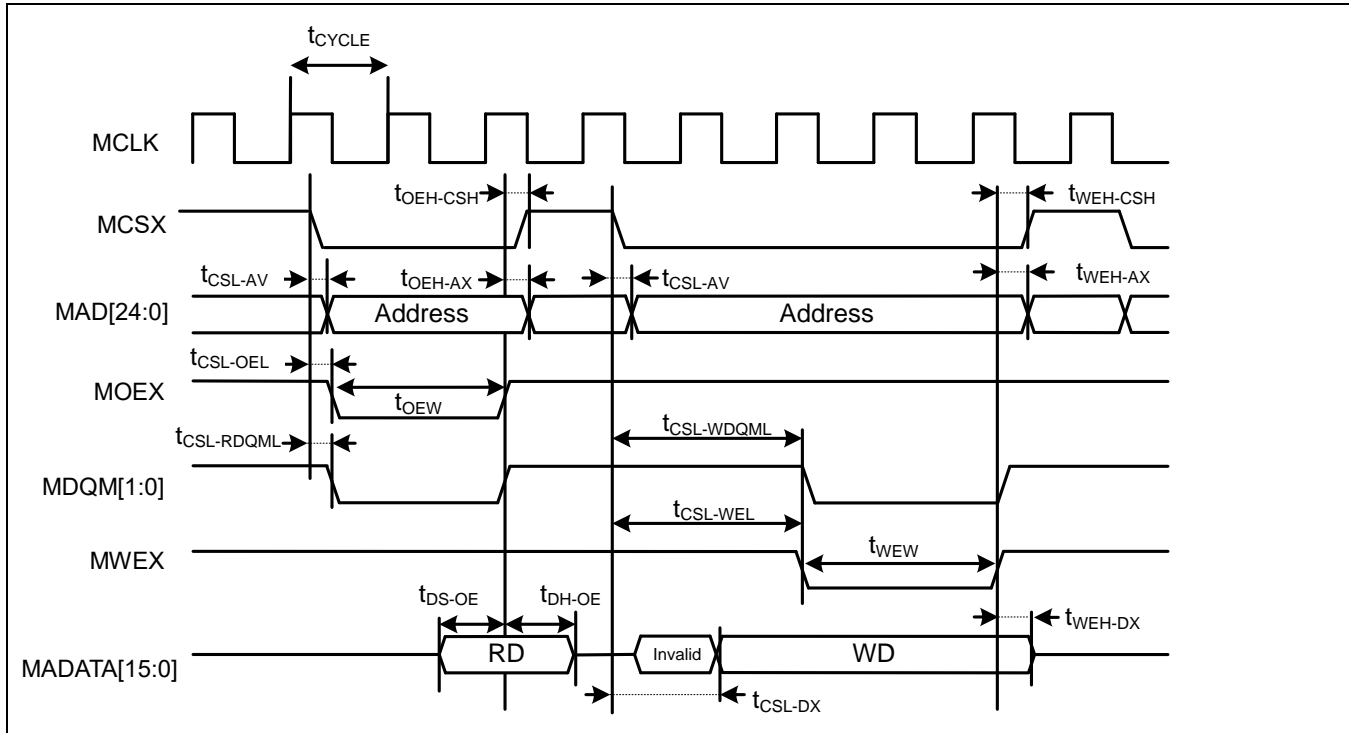 tCYCLE
MCLK
tOEH-CSH
tWEH-CSH
MCSX
tCSL-AV
tOEH-AX
tCSL-AV
tWEH-AX
MAD[24:0]
Address
Address
tCSL-OEL
MOEX
tOEW
tCSL-RDQML
tCSL-WDQML
MDQM[1:0]
tCSL-WEL
MWEX
tWEW
tDS-OE
tDH-OE
tWEH-DX
MADATA[15:0]
RD
Invalid
WD
tCSL-DX